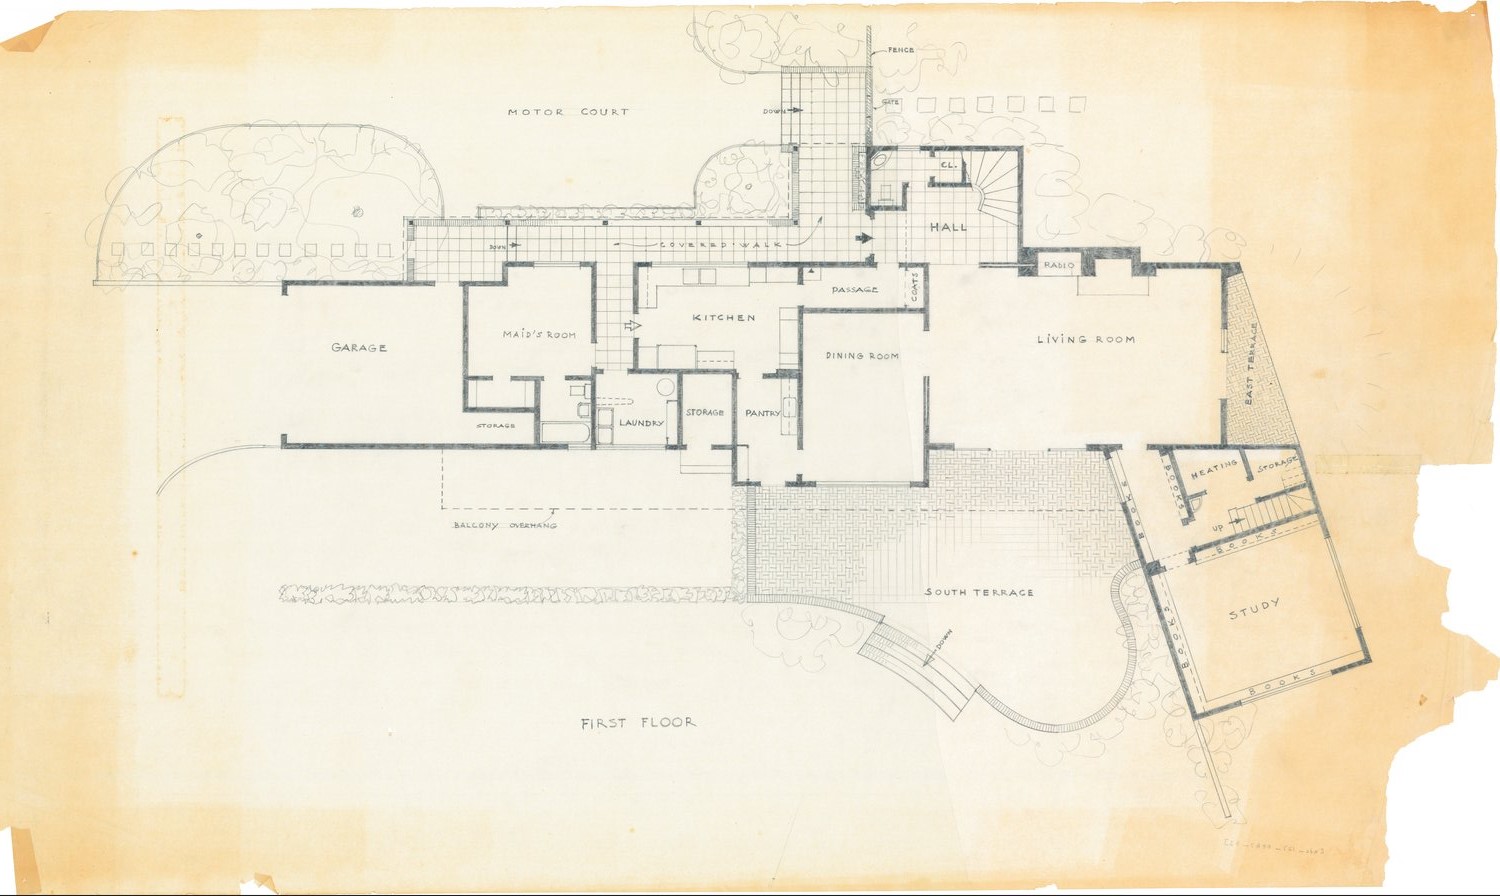 FENCE
MOTOR COURT
DOWN
GATE
CL.
HALL
DOWN
COVERED WALK
RADIO
PASSAGE
COATS
KITCHEN
MAID'S ROOM
GARAGE
DINING ROOM
LIVING ROOM
EAST TERRACE
STORAGE
LAUNDRY
STORAGE
PANTRY
HEATING
STORAGE
BOOKS
BOOKS
UP
BALCONY OVERHANG
BOOKS
SOUTH TERRACE
STUDY
DOWN
BOOKS
BOOKS
FIRST FLOOR